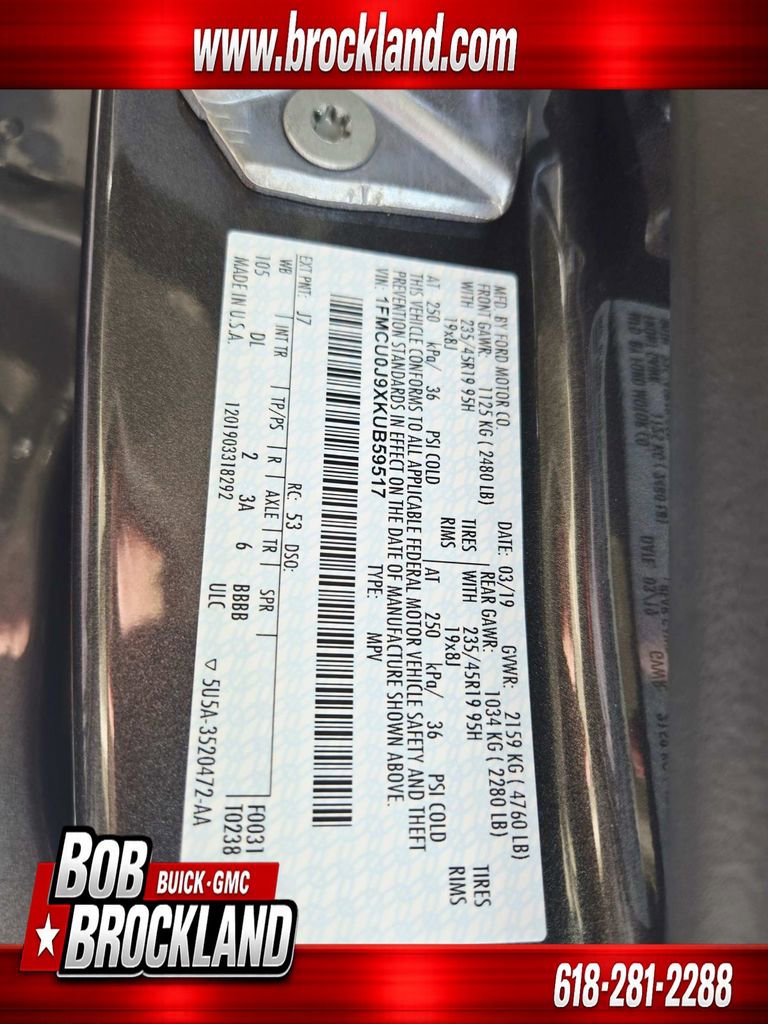 www.brockland.com
MFD. BY FORD MOTOR CO. DATE: 03/19 GVWR: 2159 KG ( 4760 LB)
FRONT GAWR: 1125 KG ( 2480 LB) REAR GAWR: 1034 KG ( 2280 LB)
WITH 235/45R19 95H TIRES WITH 235/45R19 95H TIRES
19x8J RIMS 19x8J RIMS
AT 250 kPa/ 36 PSI COLD AT 250 kPa/ 36 PSI COLD
THIS VEHICLE CONFORMS TO ALL APPLICABLE FEDERAL MOTOR VEHICLE SAFETY AND THEFT
PREVENTION STANDARDS IN EFFECT ON THE DATE OF MANUFACTURE SHOWN ABOVE.
VIN: 1FMCU0J9XKUB59517 TYPE: MPV
EXT PNT: J7 RC: 53 DSO:
WB INT TR TP/PS R AXLE TR SPR F0031
105 DL 2 3A 6 BBBB T0238
MADE IN U.S.A. 1201903318292 ULC ▽ 5U5A-3520472-AA
BOB BUICK·GMC
BROCKLAND
618-281-2288